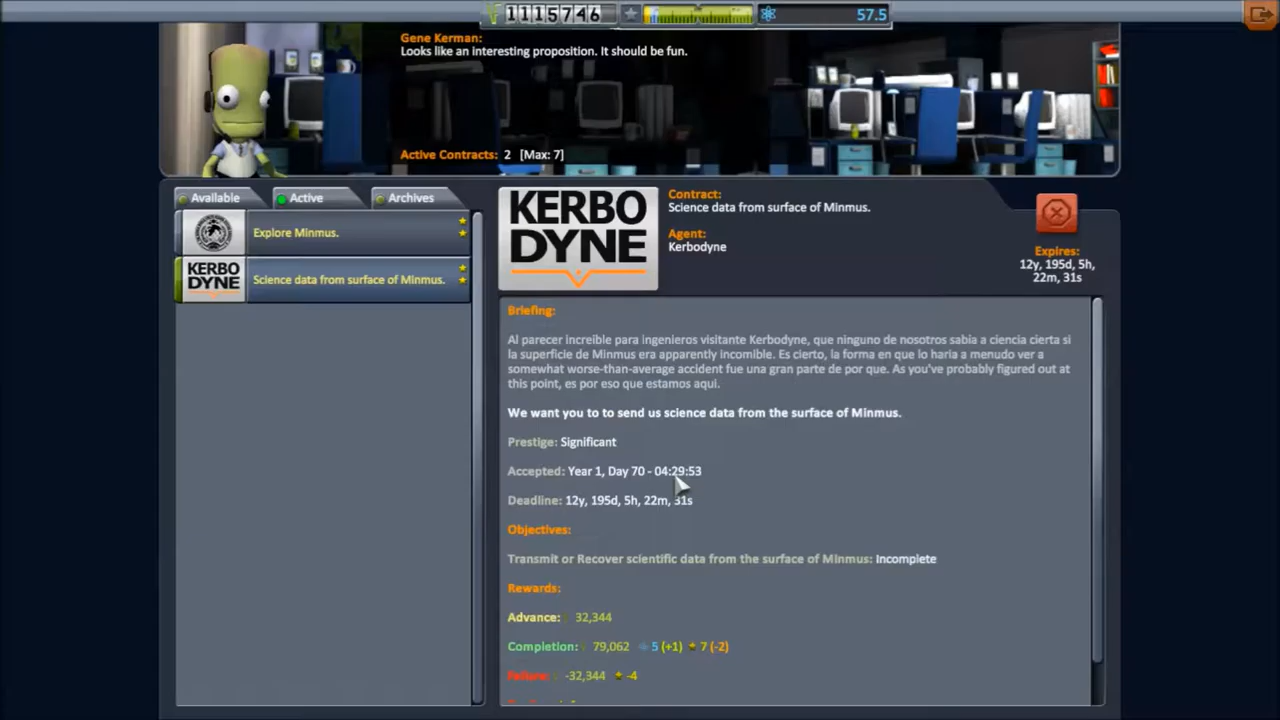 1115746
57.5
Gene Kerman:
Looks like an interesting proposition. It should be fun.
Active Contracts: 2 [Max: 7]
Available
Active
Archives
Explore Minmus.
KERBO
DYNE
Science data from surface of Minmus.
KERBO
DYNE
Contract:
Science data from surface of Minmus.
Agent:
Kerbodyne
Expires:
12y, 195d, 5h,
22m, 31s
Briefing:
Al parecer increible para ingenieros visitante Kerbodyne, que ninguno de nosotros sabia a ciencia cierta si
la superficie de Minmus era apparently incomible. Es cierto, la forma en que lo haria a menudo ver a
somewhat worse-than-average accident fue una gran parte de por que. As you've probably figured out at
this point, es por eso que estamos aqui.
We want you to to send us science data from the surface of Minmus.
Prestige: Significant
Accepted: Year 1, Day 70 - 04:29:53
Deadline: 12y, 195d, 5h, 22m, 31s
Objectives:
Transmit or Recover scientific data from the surface of Minmus: Incomplete
Rewards:
Advance: 32,344
Completion: 79,062 5 (+1) 7 (-2)
Failure: -32,344 -4